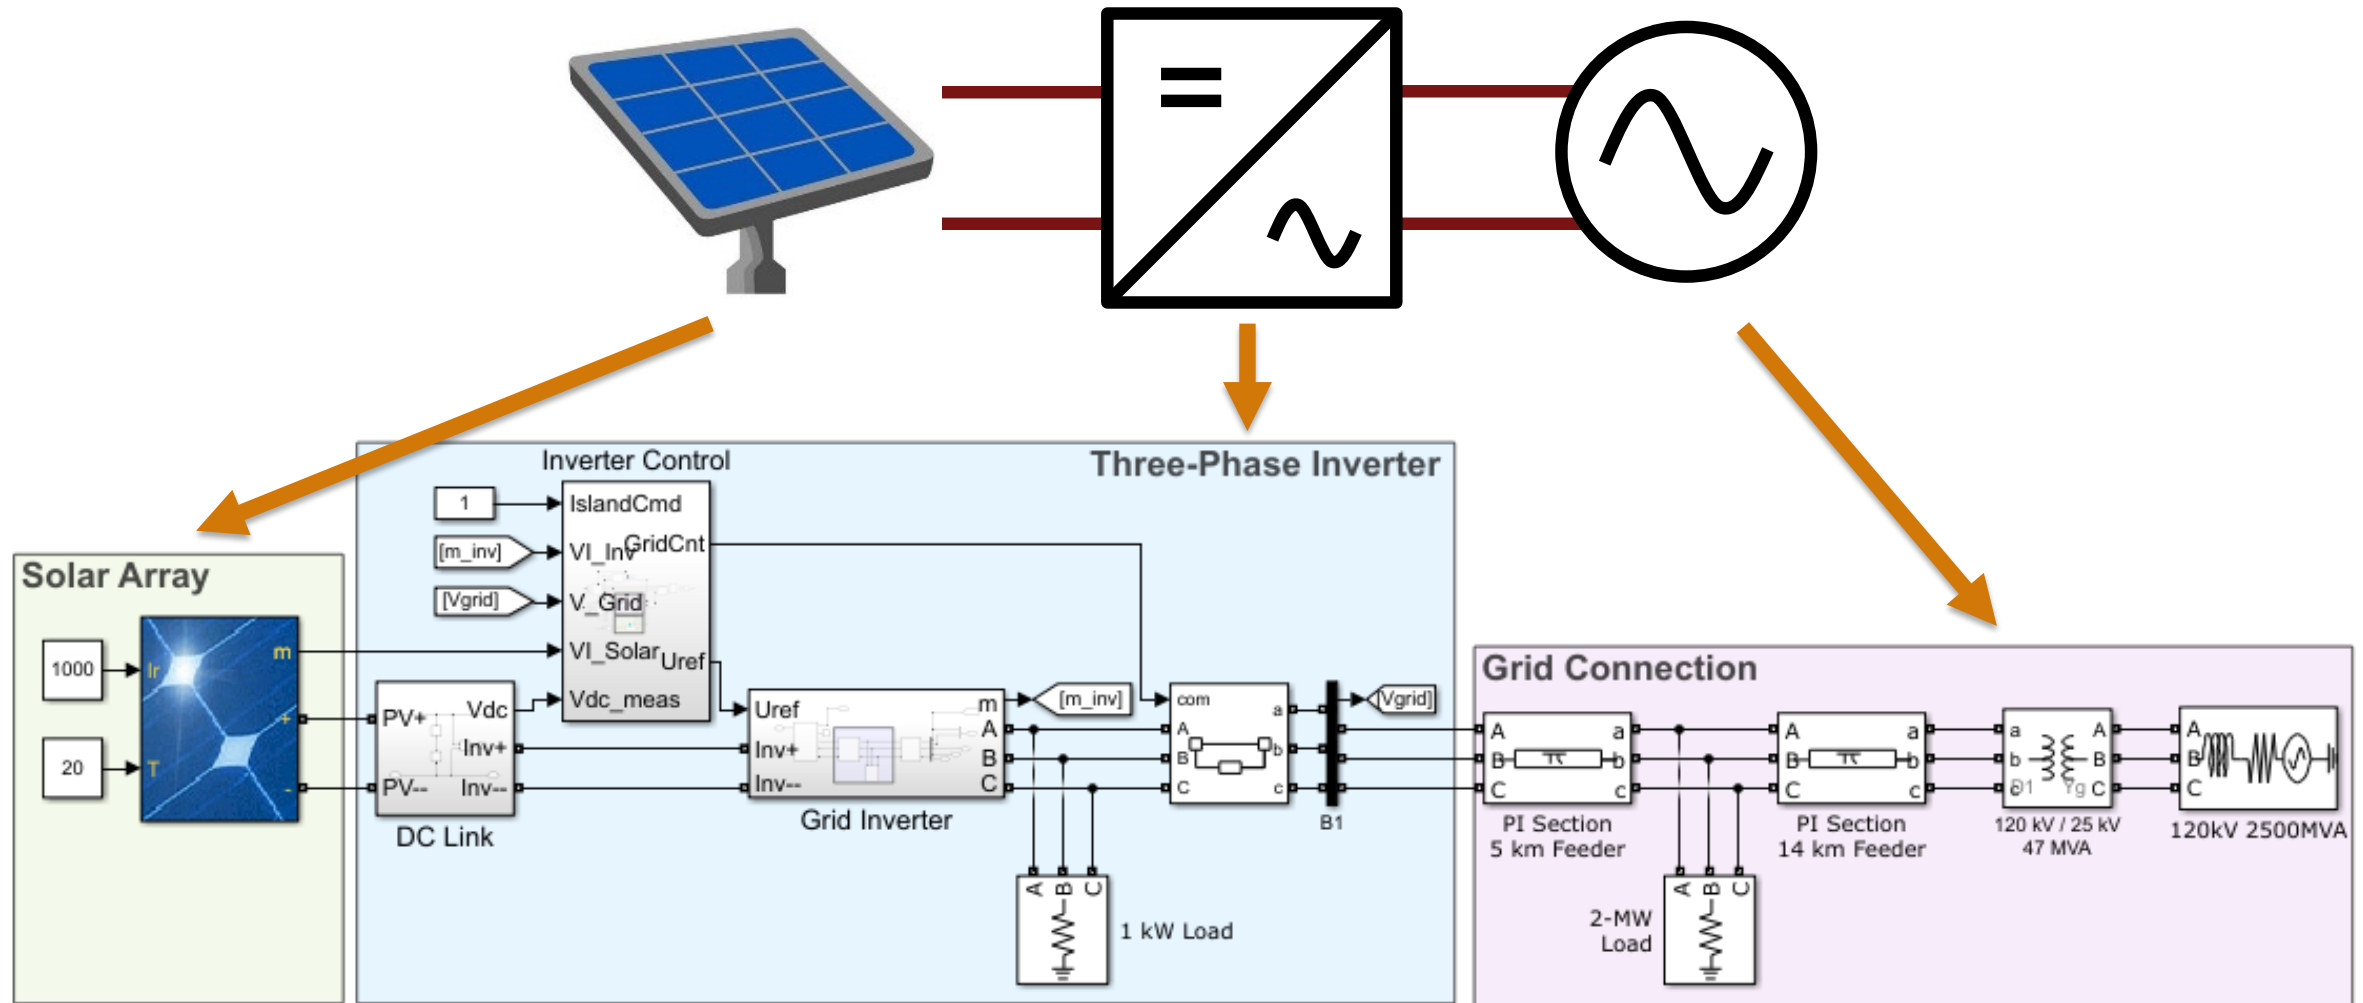 Inverter Control
Three-Phase Inverter
1
IslandCmd
[m_inv]
VI_Inv
GridCnt
[Vgrid]
V_Grid
VI_Solar
Uref
Vdc_meas
Solar Array
1000
Ir
m
20
T
+
-
PV+
Vdc
Inv+
PV--
Inv--
DC Link
Uref
m
A
Inv+
B
Inv--
C
Grid Inverter
[m_inv]
com
A
B
C
a
b
c
[Vgrid]
B1
A
B
C
1 kW Load
Grid Connection
A
B
C
a
b
c
PI Section
5 km Feeder
A
B
C
a
b
c
PI Section
14 km Feeder
a
b
c
D1
Yg
A
B
C
120 kV / 25 kV
47 MVA
A
B
C
120kV 2500MVA
A
B
C
2-MW
Load